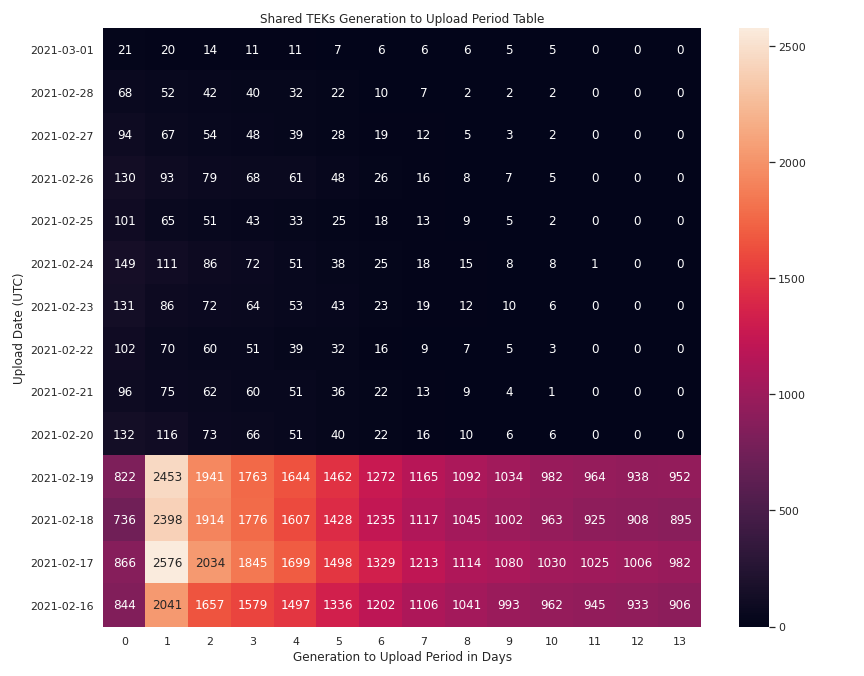 Shared TEKs Generation to Upload Period Table
2021-03-01 21 20 14 11 11 7 6 6 6 5 5 0 0 0
2021-02-28 68 52 42 40 32 22 10 7 2 2 2 0 0 0
2021-02-27 94 67 54 48 39 28 19 12 5 3 2 0 0 0
2021-02-26 130 93 79 68 61 48 26 16 8 7 5 0 0 0
2021-02-25 101 65 51 43 33 25 18 13 9 5 2 0 0 0
2021-02-24 149 111 86 72 51 38 25 18 15 8 8 1 0 0
2021-02-23 131 86 72 64 53 43 23 19 12 10 6 0 0 0
2021-02-22 102 70 60 51 39 32 16 9 7 5 3 0 0 0
2021-02-21 96 75 62 60 51 36 22 13 9 4 1 0 0 0
2021-02-20 132 116 73 66 51 40 22 16 10 6 6 0 0 0
2021-02-19 822 2453 1941 1763 1644 1462 1272 1165 1092 1034 982 964 938 952
2021-02-18 736 2398 1914 1776 1607 1428 1235 1117 1045 1002 963 925 908 895
2021-02-17 866 2576 2034 1845 1699 1498 1329 1213 1114 1080 1030 1025 1006 982
2021-02-16 844 2041 1657 1579 1497 1336 1202 1106 1041 993 962 945 933 906
0 1 2 3 4 5 6 7 8 9 10 11 12 13
Generation to Upload Period in Days
Upload Date (UTC)
2500
2000
1500
1000
500
0